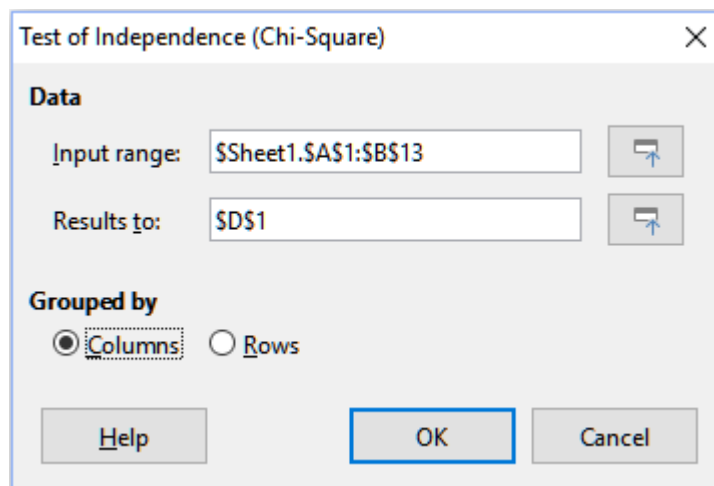 Test of Independence (Chi-Square)
Data
Input range: $Sheet1.$A$1:$B$13
Results to: $D$1
Grouped by
Columns Rows
Help OK Cancel